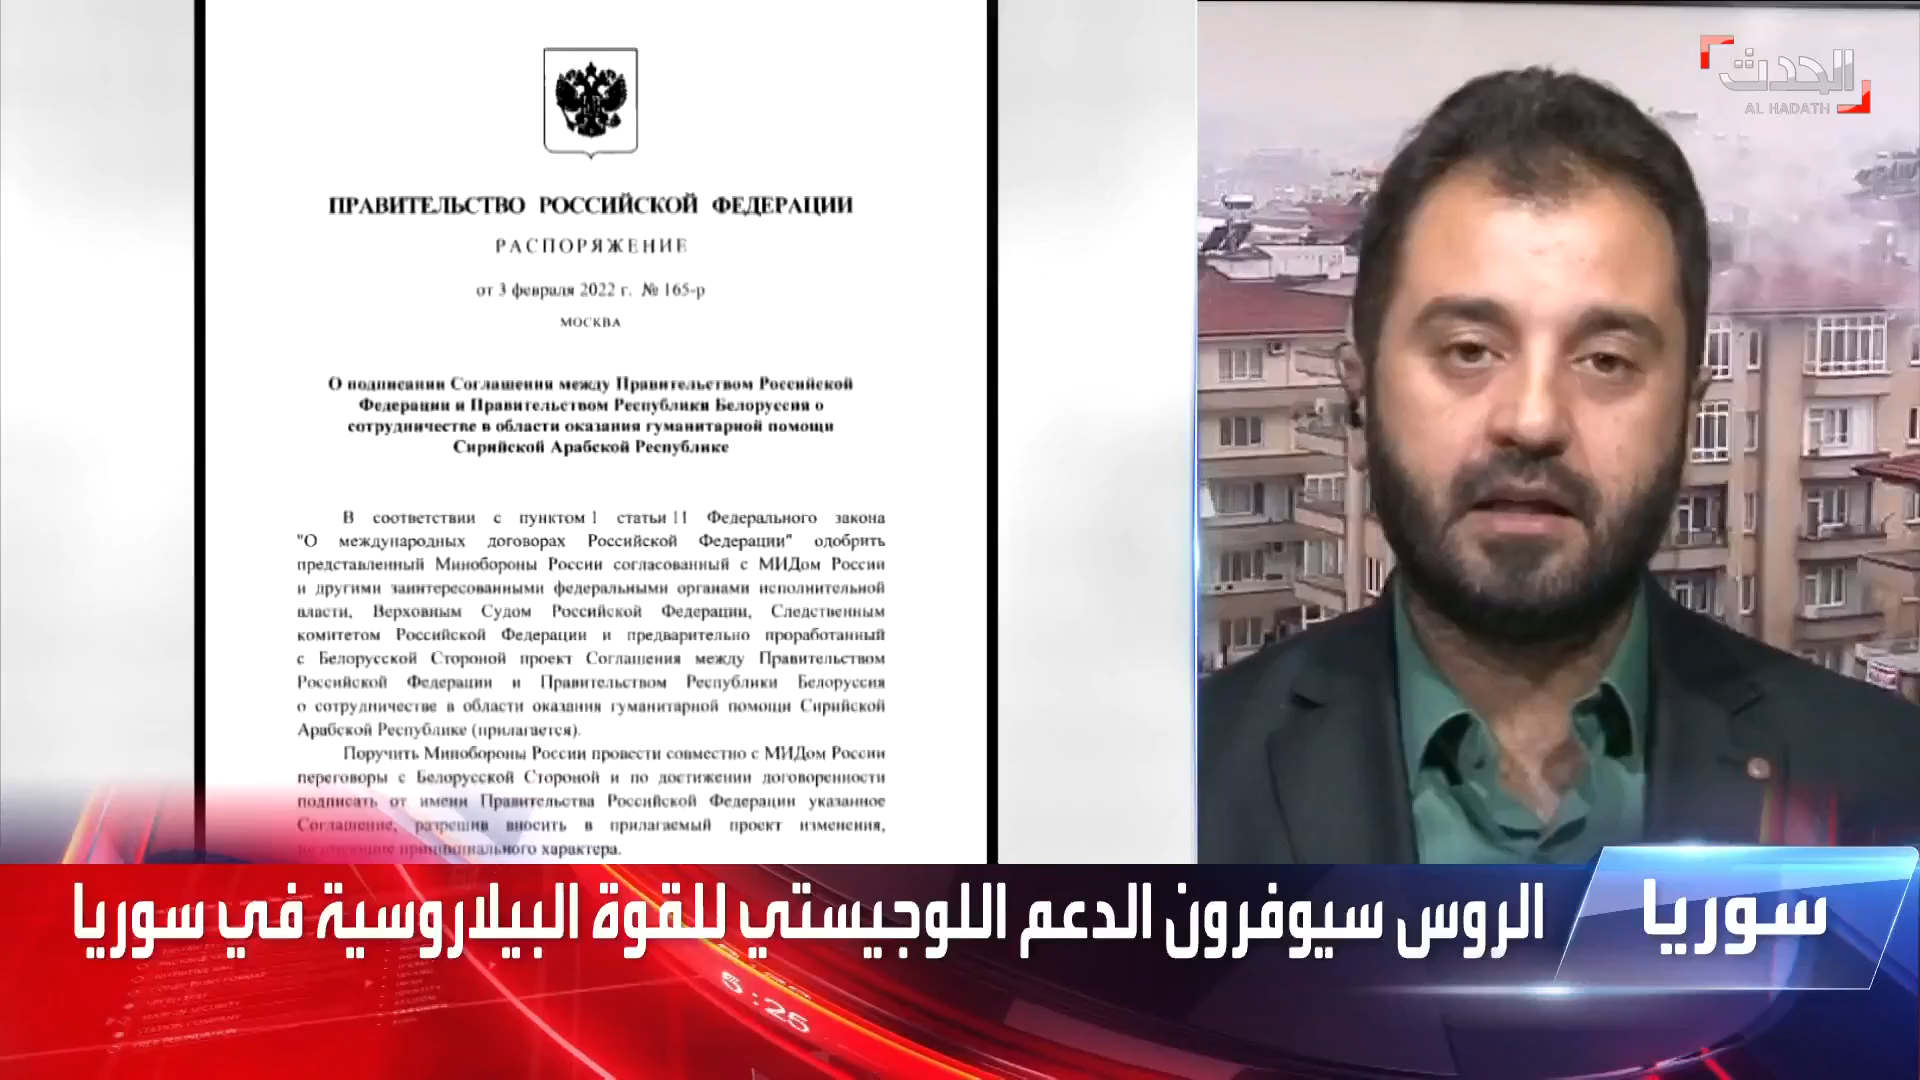 ПРАВИТЕЛЬСТВО РОССИЙСКОЙ ФЕДЕРАЦИИ
РАСПОРЯЖЕНИЕ
от 3 февраля 2022 г. № 165-р
МОСКВА
О подписании Соглашения между Правительством Российской
Федерации и Правительством Республики Белоруссия о
сотрудничестве в области оказания гуманитарной помощи
Сирийской Арабской Республике
В соответствии с пунктом 1 статьи 11 Федерального закона
"О международных договорах Российской Федерации" одобрить
представленный Минобороны России согласованный с МИДом России
и другими заинтересованными федеральными органами исполнительной
власти, Верховным Судом Российской Федерации, Следственным
комитетом Российской Федерации и предварительно проработанный
с Белорусской Стороной проект Соглашения между Правительством
Российской Федерации и Правительством Республики Белоруссия
о сотрудничестве в области оказания гуманитарной помощи Сирийской
Арабской Республике (прилагается).
Поручить Минобороны России провести совместно с МИДом России
переговоры с Белорусской Стороной и по достижении договоренности
подписать от имени Правительства Российской Федерации указанное
Соглашение, разрешив вносить в прилагаемый проект изменения,
принципиального характера.
الحدث
AL HADATH
سوريا
الروس سيوفرون الدعم اللوجيستي للقوة البيلاروسية في سوريا
6:25